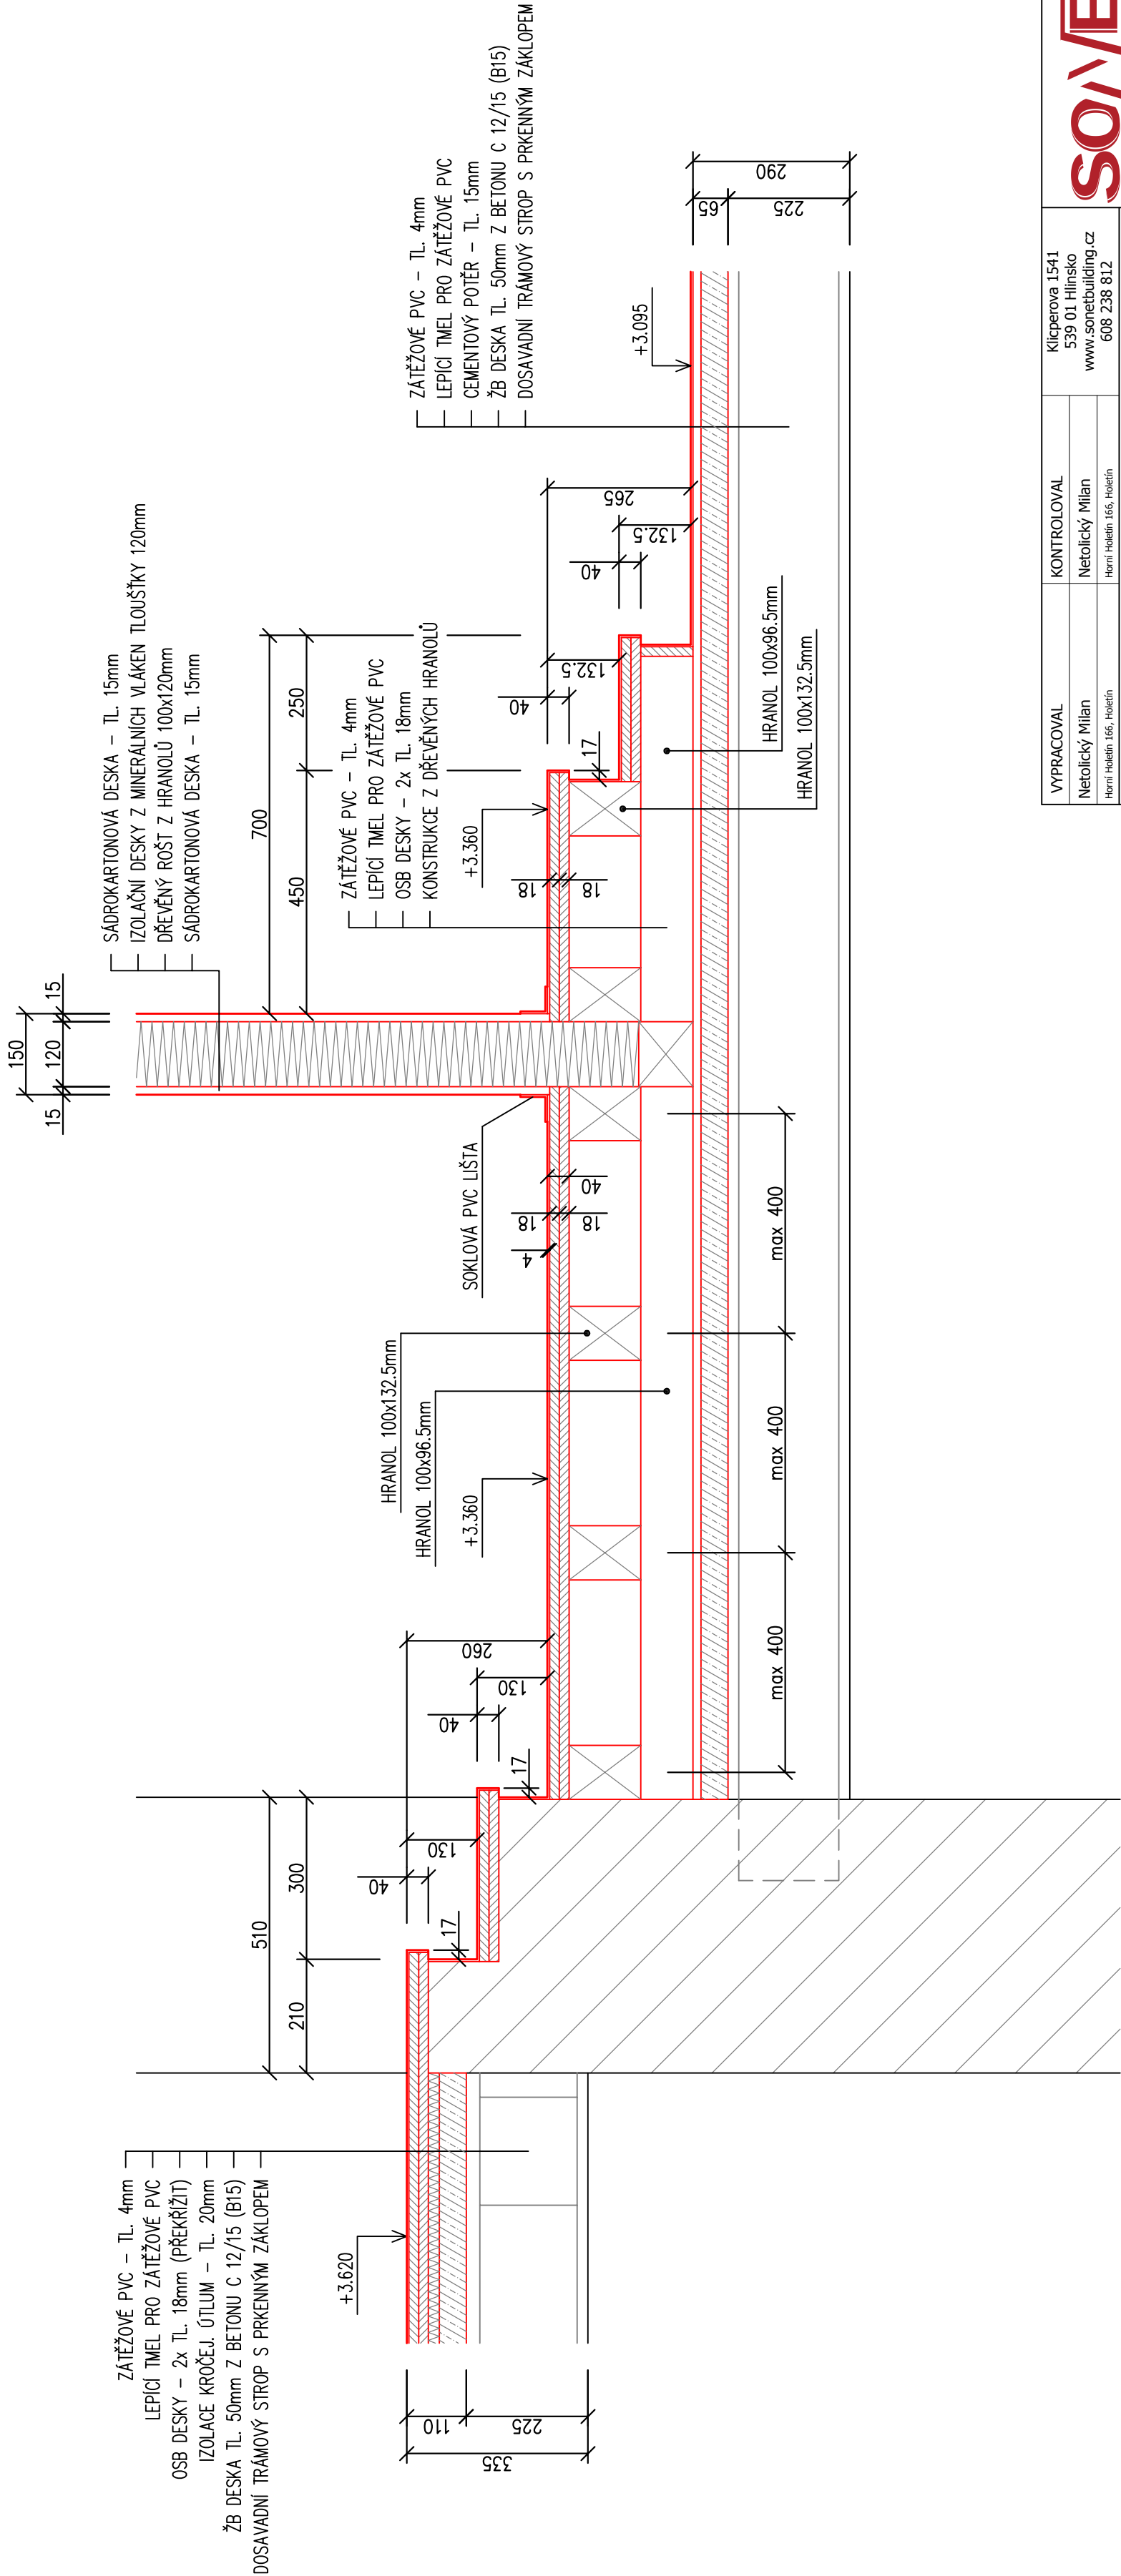 ZÁTĚŽOVÉ PVC – TL. 4mm
LEPÍCÍ TMEL PRO ZÁTĚŽOVÉ PVC
OSB DESKY – 2x TL. 18mm (PŘEKŘÍŽIT)
IZOLACE KROČEJ. ÚTLUM – TL. 20mm
ŽB DESKA TL. 50mm Z BETONU C 12/15 (B15)
DOSAVADNÍ TRÁMOVÝ STROP S PRKENNÝM ZÁKLOPEM
+3.620
335
110
225
510
210
300
17
40
130
17
40
130
260
HRANOL 100x132.5mm
HRANOL 100x96.5mm
+3.360
SOKLOVÁ PVC LIŠTA
4
18
18
40
max 400
max 400
max 400
150
15
120
15
SÁDROKARTONOVÁ DESKA – TL. 15mm
IZOLAČNÍ DESKY Z MINERÁLNÍCH VLÁKEN TLOUŠŤKY 120mm
DŘEVĚNÝ ROŠT Z HRANOLŮ 100x120mm
SÁDROKARTONOVÁ DESKA – TL. 15mm
700
450
250
ZÁTĚŽOVÉ PVC – TL. 4mm
LEPÍCÍ TMEL PRO ZÁTĚŽOVÉ PVC
OSB DESKY – 2x TL. 18mm
KONSTRUKCE Z DŘEVĚNÝCH HRANOLŮ
+3.360
18
18
17
40
132.5
40
132.5
265
HRANOL 100x96.5mm
HRANOL 100x132.5mm
ZÁTĚŽOVÉ PVC – TL. 4mm
LEPÍCÍ TMEL PRO ZÁTĚŽOVÉ PVC
CEMENTOVÝ POTĚR – TL. 15mm
ŽB DESKA TL. 50mm Z BETONU C 12/15 (B15)
DOSAVADNÍ TRÁMOVÝ STROP S PRKENNÝM ZÁKLOPEM
+3.095
65
225
290
VYPRACOVAL
Netolický Milan
Horní Holetín 166, Holetín
KONTROLOVAL
Netolický Milan
Horní Holetín 166, Holetín
Klicperova 1541
539 01 Hlinsko
www.sonetbuilding.cz
608 238 812
SONE